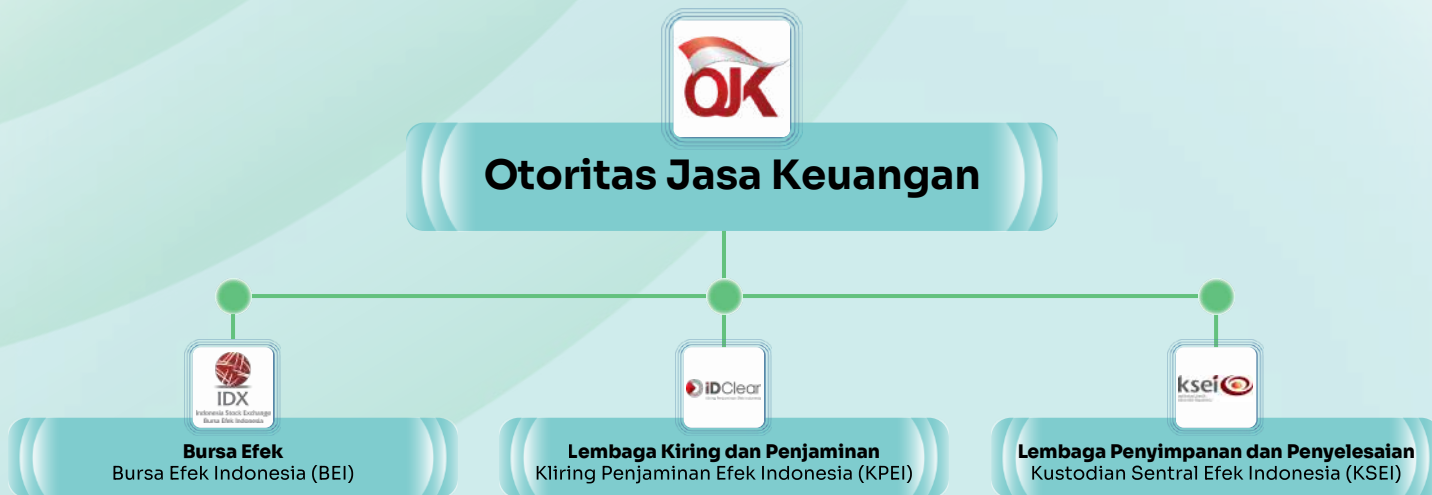 OJK
Otoritas Jasa Keuangan
IDX
Indonesia Stock Exchange
Bursa Efek Indonesia
Bursa Efek
Bursa Efek Indonesia (BEI)
iDClear
Lembaga Kiring dan Penjaminan
Kliring Penjaminan Efek Indonesia (KPEI)
ksei
Lembaga Penyimpanan dan Penyelesaian
Kustodian Sentral Efek Indonesia (KSEI)